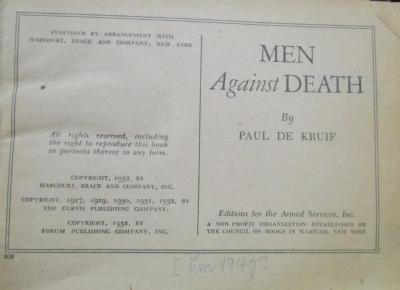 PUBLISHED BY ARRANGEMENT WITH
HARCOURT, BRACE AND COMPANY, NEW YORK
All rights reserved, including
the right to reproduce this book
or portions thereof in any form.
COPYRIGHT, 1932, BY
HARCOURT, BRACE AND COMPANY, INC.
COPYRIGHT, 1927, 1929, 1930, 1931, 1932, BY
THE CURTIS PUBLISHING COMPANY.
COPYRIGHT, 1932, BY
FORUM PUBLISHING COMPANY, INC.
MEN
Against DEATH
By
PAUL DE KRUIF
Editions for the Armed Services, Inc.
A NON-PROFIT ORGANIZATION ESTABLISHED BY
THE COUNCIL ON BOOKS IN WARTIME, NEW YORK